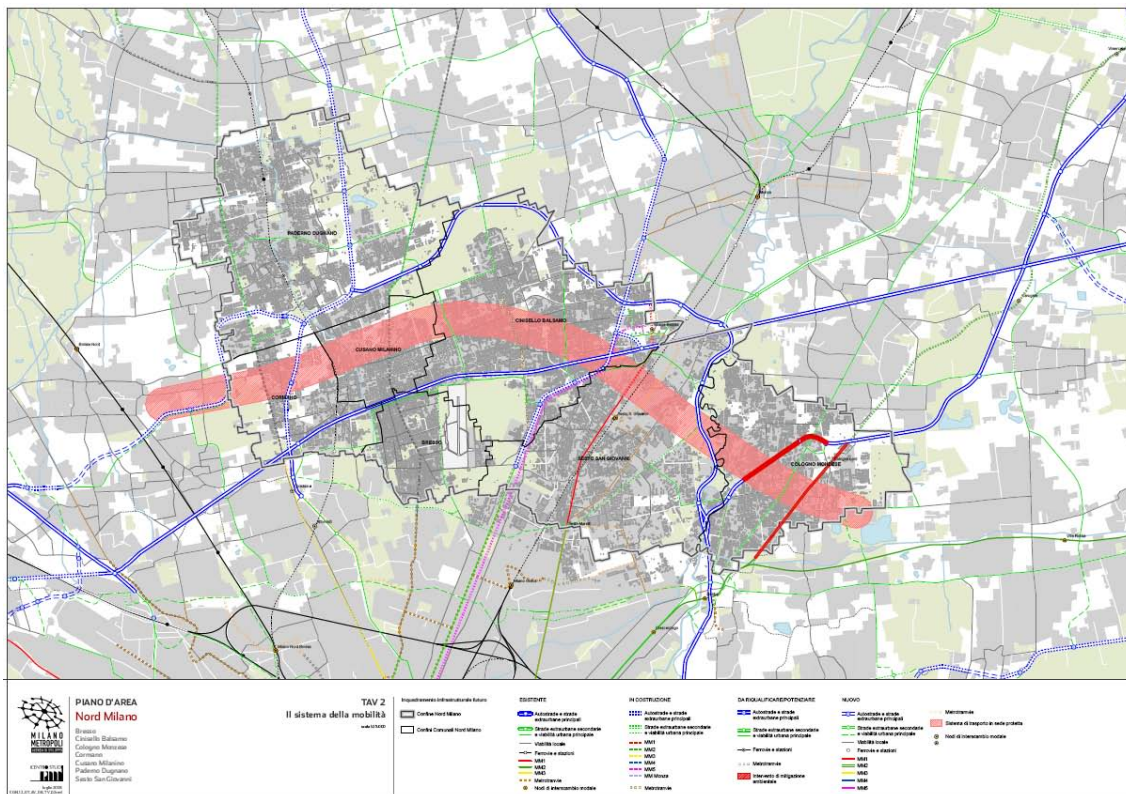 PADERNO DUGNANO
CINISELLO BALSAMO
CUSANO MILANINO
CORMANO
BRESSO
SESTO SAN GIOVANNI
COLOGNO MONZESE
Monza
PIANO D'AREA
Nord Milano
Bresso
Cinisello Balsamo
Cologno Monzese
Cormano
Cusano Milanino
Paderno Dugnano
Sesto San Giovanni
MILANO
METROPOLI
CENTRO STUDI
PIM
TAV 2
Il sistema della mobilità
Inquadramento infrastrutturale futuro
Confine Nord Milano
Confini Comunali Nord Milano
ESISTENTE
Autostrade e strade
extraurbane principali
Strade extraurbane secondarie
e viabilità urbana principale
Viabilità locale
Ferrovie e stazioni
MM1
MM2
MM3
Metrotranvie
Nodi di interscambio modale
IN COSTRUZIONE
Autostrade e strade
extraurbane principali
Strade extraurbane secondarie
e viabilità urbana principale
MM1
MM2
MM3
MM4
MM5
MM Monza
Metrotranvie
DA RIQUALIFICARE/POTENZIARE
Autostrade e strade
extraurbane principali
Strade extraurbane secondarie
e viabilità urbana principale
Ferrovie e stazioni
Metrotranvie
Intervento di mitigazione
ambientale
NUOVO
Autostrade e strade
extraurbane principali
Strade extraurbane secondarie
e viabilità urbana principale
Viabilità locale
Ferrovie e stazioni
MM1
MM2
MM3
MM4
MM5
Metrotranvie
Sistema di trasporto in sede protetta
Nodi di interscambio modale